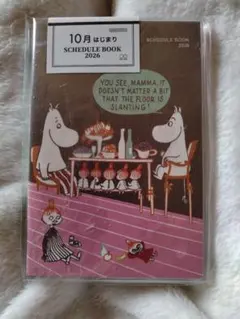 10月はじまり
SCHEDULE BOOK
2026
SCHEDULE BOOK
2026
YOU SEE, MAMMA, IT
DOESN'T MATTER A BIT
THAT THE FLOOR IS
SLANTING!